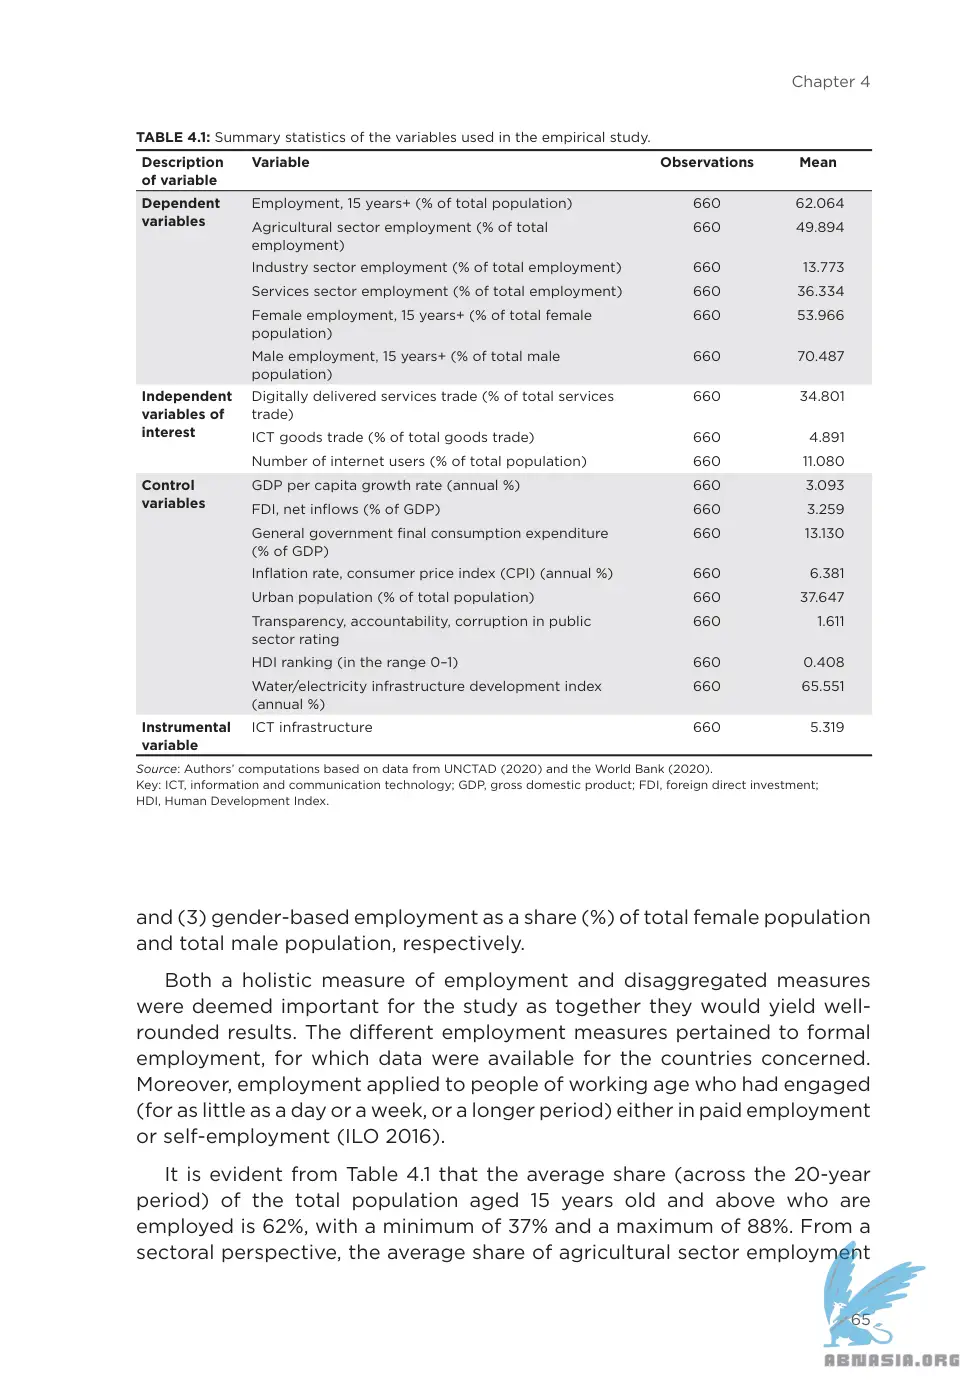 Chapter 4
TABLE 4.1: Summary statistics of the variables used in the empirical study.
Description of variable Variable Observations Mean
Dependent variables Employment, 15 years+ (% of total population) 660 62.064
Agricultural sector employment (% of total employment) 660 49.894
Industry sector employment (% of total employment) 660 13.773
Services sector employment (% of total employment) 660 36.334
Female employment, 15 years+ (% of total female population) 660 53.966
Male employment, 15 years+ (% of total male population) 660 70.487
Independent variables of interest Digitally delivered services trade (% of total services trade) 660 34.801
ICT goods trade (% of total goods trade) 660 4.891
Number of internet users (% of total population) 660 11.080
Control variables GDP per capita growth rate (annual %) 660 3.093
FDI, net inflows (% of GDP) 660 3.259
General government final consumption expenditure (% of GDP) 660 13.130
Inflation rate, consumer price index (CPI) (annual %) 660 6.381
Urban population (% of total population) 660 37.647
Transparency, accountability, corruption in public sector rating 660 1.611
HDI ranking (in the range 0–1) 660 0.408
Water/electricity infrastructure development index (annual %) 660 65.551
Instrumental variable ICT infrastructure 660 5.319
Source: Authors' computations based on data from UNCTAD (2020) and the World Bank (2020).
Key: ICT, information and communication technology; GDP, gross domestic product; FDI, foreign direct investment;
HDI, Human Development Index.
and (3) gender-based employment as a share (%) of total female population
and total male population, respectively.
Both a holistic measure of employment and disaggregated measures
were deemed important for the study as together they would yield well-
rounded results. The different employment measures pertained to formal
employment, for which data were available for the countries concerned.
Moreover, employment applied to people of working age who had engaged
(for as little as a day or a week, or a longer period) either in paid employment
or self-employment (ILO 2016).
It is evident from Table 4.1 that the average share (across the 20-year
period) of the total population aged 15 years old and above who are
employed is 62%, with a minimum of 37% and a maximum of 88%. From a
sectoral perspective, the average share of agricultural sector employment
65
ABNASIA.ORG